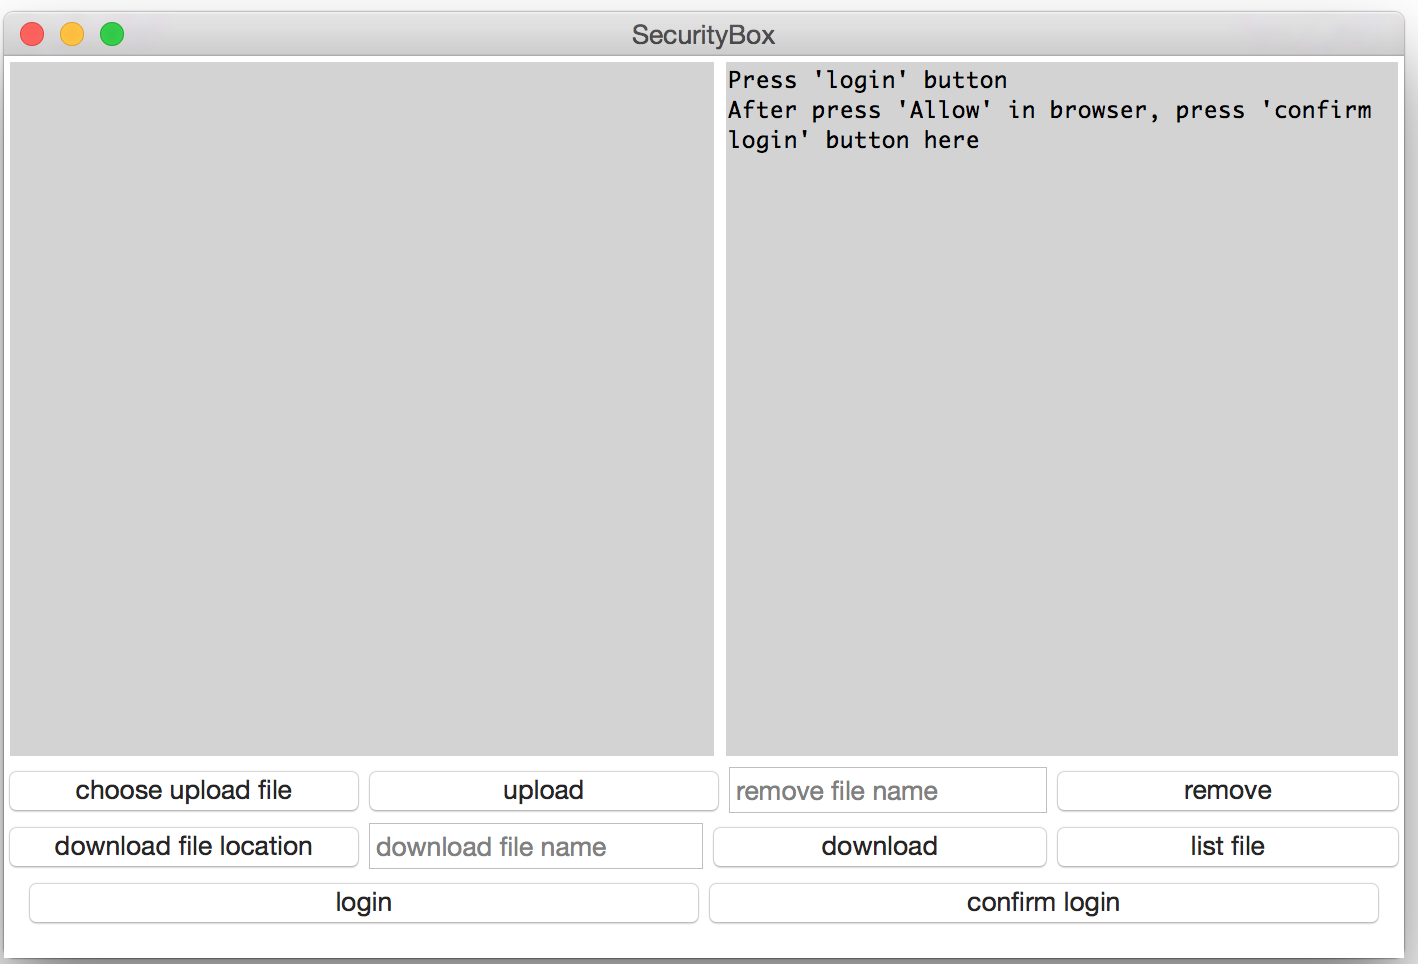 SecurityBox
Press 'login' button
After press 'Allow' in browser, press 'confirm
login' button here
choose upload file
upload
remove file name
remove
download file location
download file name
download
list file
login
confirm login